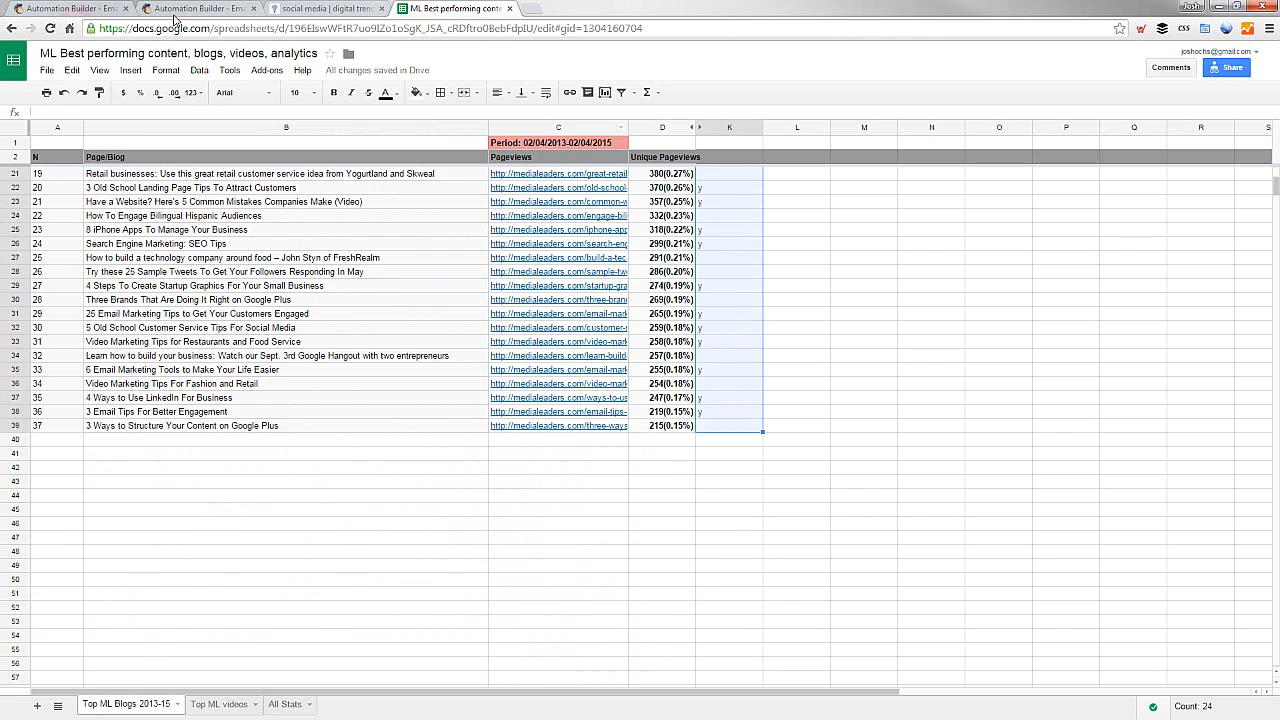 Automation Builder - Ema
Automation Builder - Ema
social media | digital tren
ML Best performing conte
Josh
https://docs.google.com/spreadsheets/d/196EIswWFtR7uo9IZo1oSgK_JSA_cRDftro0BebFdpIU/edit#gid=1304160704
ML Best performing content, blogs, videos, analytics
joshochs@gmail.com
File Edit View Insert Format Data Tools Add-ons Help All changes saved in Drive
Comments Share
$ % .0 .00 123 Arial 10 B I S A Σ
fx
A B C D K L M N O P Q R S
1 Period: 02/04/2013-02/04/2015
2 N Page/Blog Pageviews Unique Pageviews
21 19 Retail businesses: Use this great retail customer service idea from Yogurtland and Skweal http://medialeaders.com/great-retail 380(0.27%)
22 20 3 Old School Landing Page Tips To Attract Customers http://medialeaders.com/old-school- 370(0.26%) y
23 21 Have a Website? Here's 5 Common Mistakes Companies Make (Video) http://medialeaders.com/common-w 357(0.25%) y
24 22 How To Engage Bilingual Hispanic Audiences http://medialeaders.com/engage-bili 332(0.23%)
25 23 8 iPhone Apps To Manage Your Business http://medialeaders.com/iphone-app 318(0.22%) y
26 24 Search Engine Marketing: SEO Tips http://medialeaders.com/search-eng 299(0.21%) y
27 25 How to build a technology company around food – John Styn of FreshRealm http://medialeaders.com/build-a-tec 291(0.21%)
28 26 Try these 25 Sample Tweets To Get Your Followers Responding In May http://medialeaders.com/sample-tw 286(0.20%)
29 27 4 Steps To Create Startup Graphics For Your Small Business http://medialeaders.com/startup-gra 274(0.19%) y
30 28 Three Brands That Are Doing It Right on Google Plus http://medialeaders.com/three-bran 269(0.19%)
31 29 25 Email Marketing Tips to Get Your Customers Engaged http://medialeaders.com/email-mark 265(0.19%) y
32 30 5 Old School Customer Service Tips For Social Media http://medialeaders.com/customer-s 259(0.18%) y
33 31 Video Marketing Tips for Restaurants and Food Service http://medialeaders.com/video-mark 258(0.18%) y
34 32 Learn how to build your business: Watch our Sept. 3rd Google Hangout with two entrepreneurs http://medialeaders.com/learn-build- 257(0.18%)
35 33 6 Email Marketing Tools to Make Your Life Easier http://medialeaders.com/email-mark 255(0.18%) y
36 34 Video Marketing Tips For Fashion and Retail http://medialeaders.com/video-mark 254(0.18%)
37 35 4 Ways to Use LinkedIn For Business http://medialeaders.com/ways-to-us 247(0.17%) y
38 36 3 Email Tips For Better Engagement http://medialeaders.com/email-tips- 219(0.15%) y
39 37 3 Ways to Structure Your Content on Google Plus http://medialeaders.com/three-ways 215(0.15%)
40
41
42
43
44
45
46
47
48
49
50
51
52
53
54
55
56
57
Top ML Blogs 2013-15 Top ML videos All Stats Count: 24